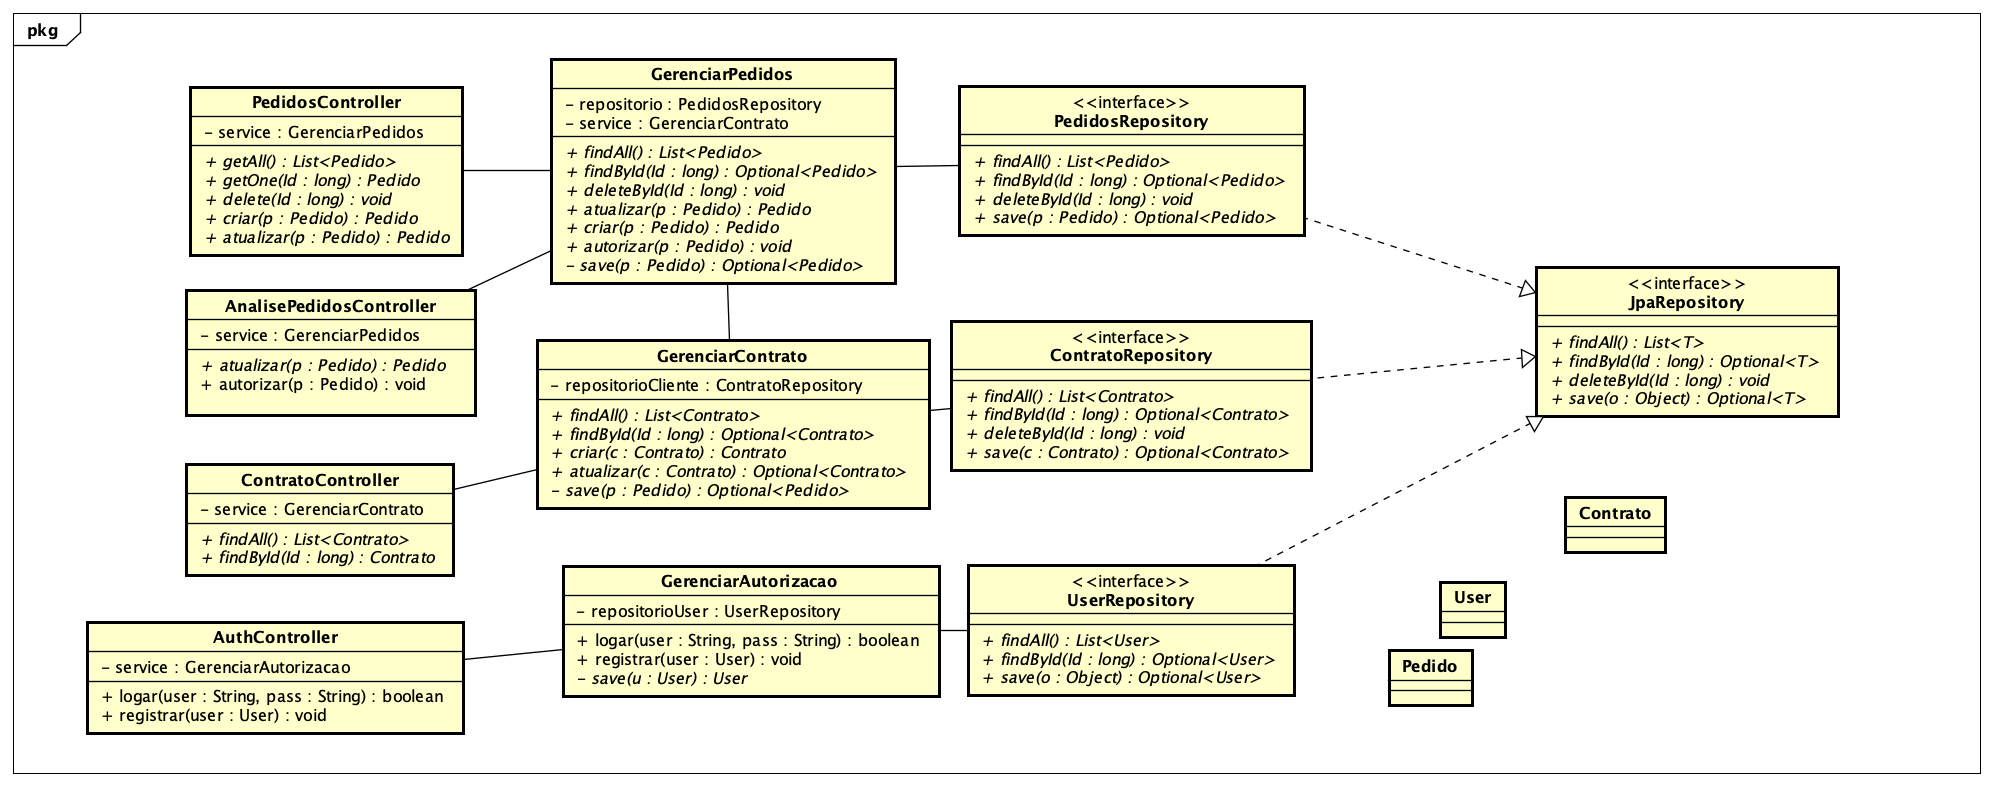 pkg
PedidosController
– service : GerenciarPedidos
+ getAll() : List<Pedido>
+ getOne(Id : long) : Pedido
+ delete(Id : long) : void
+ criar(p : Pedido) : Pedido
+ atualizar(p : Pedido) : Pedido
GerenciarPedidos
– repositorio : PedidosRepository
– service : GerenciarContrato
+ findAll() : List<Pedido>
+ findById(Id : long) : Optional<Pedido>
+ deleteById(Id : long) : void
+ atualizar(p : Pedido) : Pedido
+ criar(p : Pedido) : Pedido
+ autorizar(p : Pedido) : void
– save(p : Pedido) : Optional<Pedido>
<<interface>>
PedidosRepository
+ findAll() : List<Pedido>
+ findById(Id : long) : Optional<Pedido>
+ deleteById(Id : long) : void
+ save(p : Pedido) : Optional<Pedido>
AnalisePedidosController
– service : GerenciarPedidos
+ atualizar(p : Pedido) : Pedido
+ autorizar(p : Pedido) : void
GerenciarContrato
– repositorioCliente : ContratoRepository
+ findAll() : List<Contrato>
+ findById(Id : long) : Optional<Contrato>
+ criar(c : Contrato) : Contrato
+ atualizar(c : Contrato) : Optional<Contrato>
– save(p : Pedido) : Optional<Pedido>
<<interface>>
ContratoRepository
+ findAll() : List<Contrato>
+ findById(Id : long) : Optional<Contrato>
+ deleteById(Id : long) : void
+ save(c : Contrato) : Optional<Contrato>
<<interface>>
JpaRepository
+ findAll() : List<T>
+ findById(Id : long) : Optional<T>
+ deleteById(Id : long) : void
+ save(o : Object) : Optional<T>
ContratoController
– service : GerenciarContrato
+ findAll() : List<Contrato>
+ findById(Id : long) : Contrato
AuthController
– service : GerenciarAutorizacao
+ logar(user : String, pass : String) : boolean
+ registrar(user : User) : void
GerenciarAutorizacao
– repositorioUser : UserRepository
+ logar(user : String, pass : String) : boolean
+ registrar(user : User) : void
– save(u : User) : User
<<interface>>
UserRepository
+ findAll() : List<User>
+ findById(Id : long) : Optional<User>
+ save(o : Object) : Optional<User>
Contrato
User
Pedido